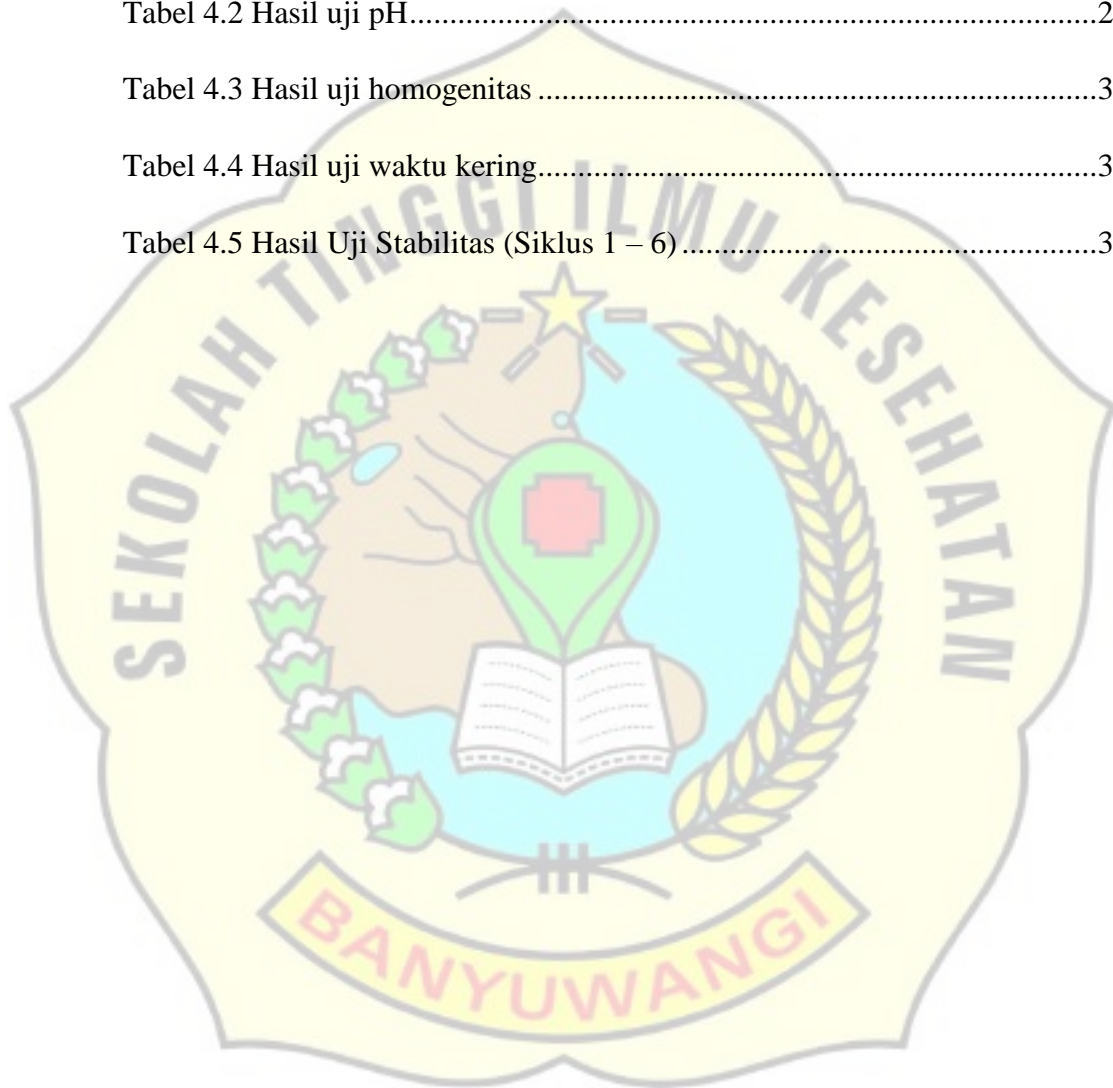 Tabel 4.2 Hasil uji pH......................................................................................2
Tabel 4.3 Hasil uji homogenitas ......................................................................3
Tabel 4.4 Hasil uji waktu kering......................................................................3
Tabel 4.5 Hasil Uji Stabilitas (Siklus 1 – 6) ....................................................3
SEKOLAH TINGGI ILMU KESEHATAN
BANYUWANGI